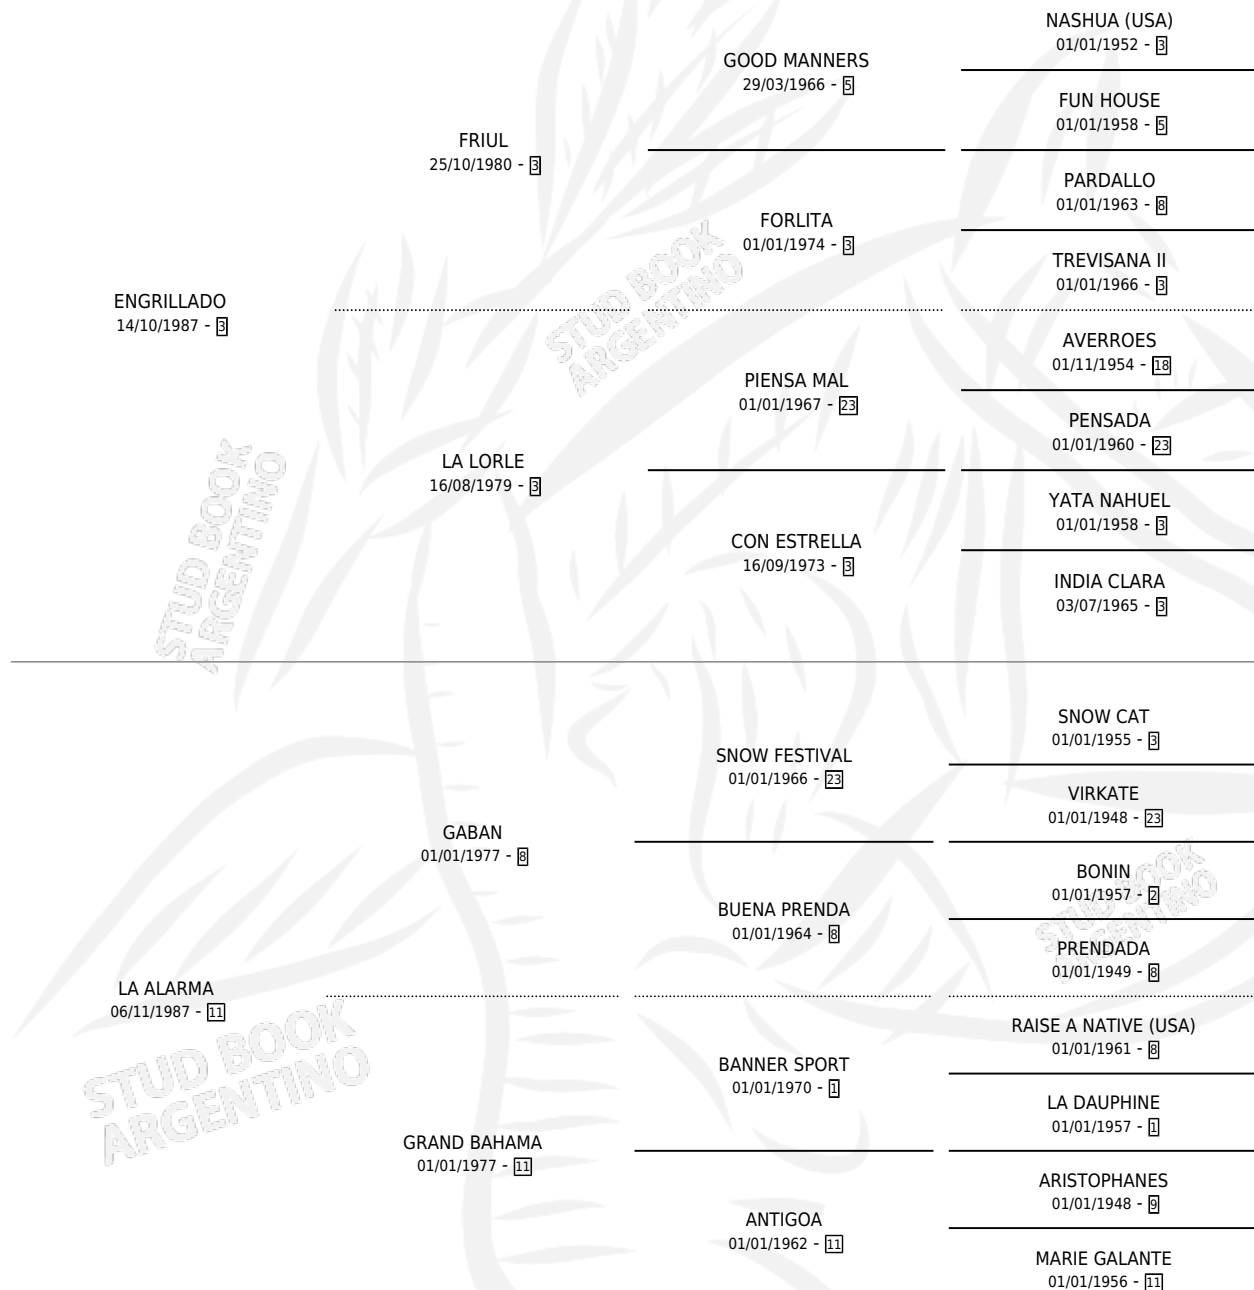 NASHUA (USA)
01/01/1952 - 3
GOOD MANNERS
29/03/1966 - 5
FUN HOUSE
01/01/1958 - 5
FRIUL
25/10/1980 - 3
PARDALLO
01/01/1963 - 8
FORLITA
01/01/1974 - 3
TREVISANA II
01/01/1966 - 3
STUD BOOK
ARGENTINO
ENGRILLADO
14/10/1987 - 3
AVERROES
01/11/1954 - 18
PIENSA MAL
01/01/1967 - 23
PENSADA
01/01/1960 - 23
LA LORLE
16/08/1979 - 3
YATA NAHUEL
01/01/1958 - 3
CON ESTRELLA
16/09/1973 - 3
INDIA CLARA
03/07/1965 - 3
STUD BOOK
ARGENTINO
SNOW CAT
01/01/1955 - 3
SNOW FESTIVAL
01/01/1966 - 23
VIRKATE
01/01/1948 - 23
GABAN
01/01/1977 - 8
BONIN
01/01/1957 - 2
BUENA PRENDA
01/01/1964 - 8
PRENDADA
01/01/1949 - 8
STUD BOOK
ARGENTINO
LA ALARMA
06/11/1987 - 11
RAISE A NATIVE (USA)
01/01/1961 - 8
BANNER SPORT
01/01/1970 - 1
LA DAUPHINE
01/01/1957 - 1
STUD BOOK
ARGENTINO
GRAND BAHAMA
01/01/1977 - 11
ARISTOPHANES
01/01/1948 - 9
ANTIGOA
01/01/1962 - 11
MARIE GALANTE
01/01/1956 - 11